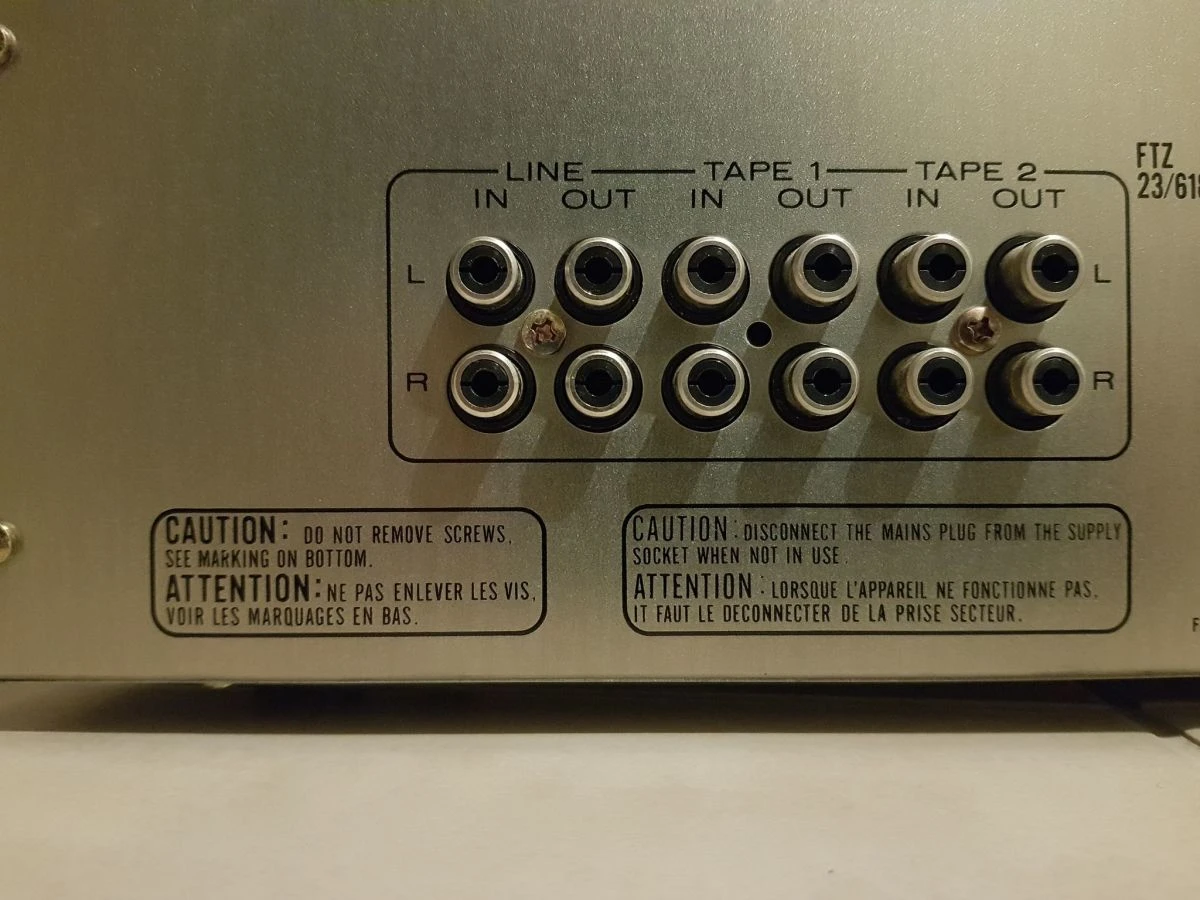 LINE TAPE 1 TAPE 2
IN OUT IN OUT IN OUT
L L
R R
FTZ
23/618
CAUTION: DO NOT REMOVE SCREWS,
SEE MARKING ON BOTTOM.
ATTENTION: NE PAS ENLEVER LES VIS,
VOIR LES MARQUAGES EN BAS.
CAUTION: DISCONNECT THE MAINS PLUG FROM THE SUPPLY
SOCKET WHEN NOT IN USE.
ATTENTION: LORSQUE L'APPAREIL NE FONCTIONNE PAS,
IT FAUT LE DECONNECTER DE LA PRISE SECTEUR.
F